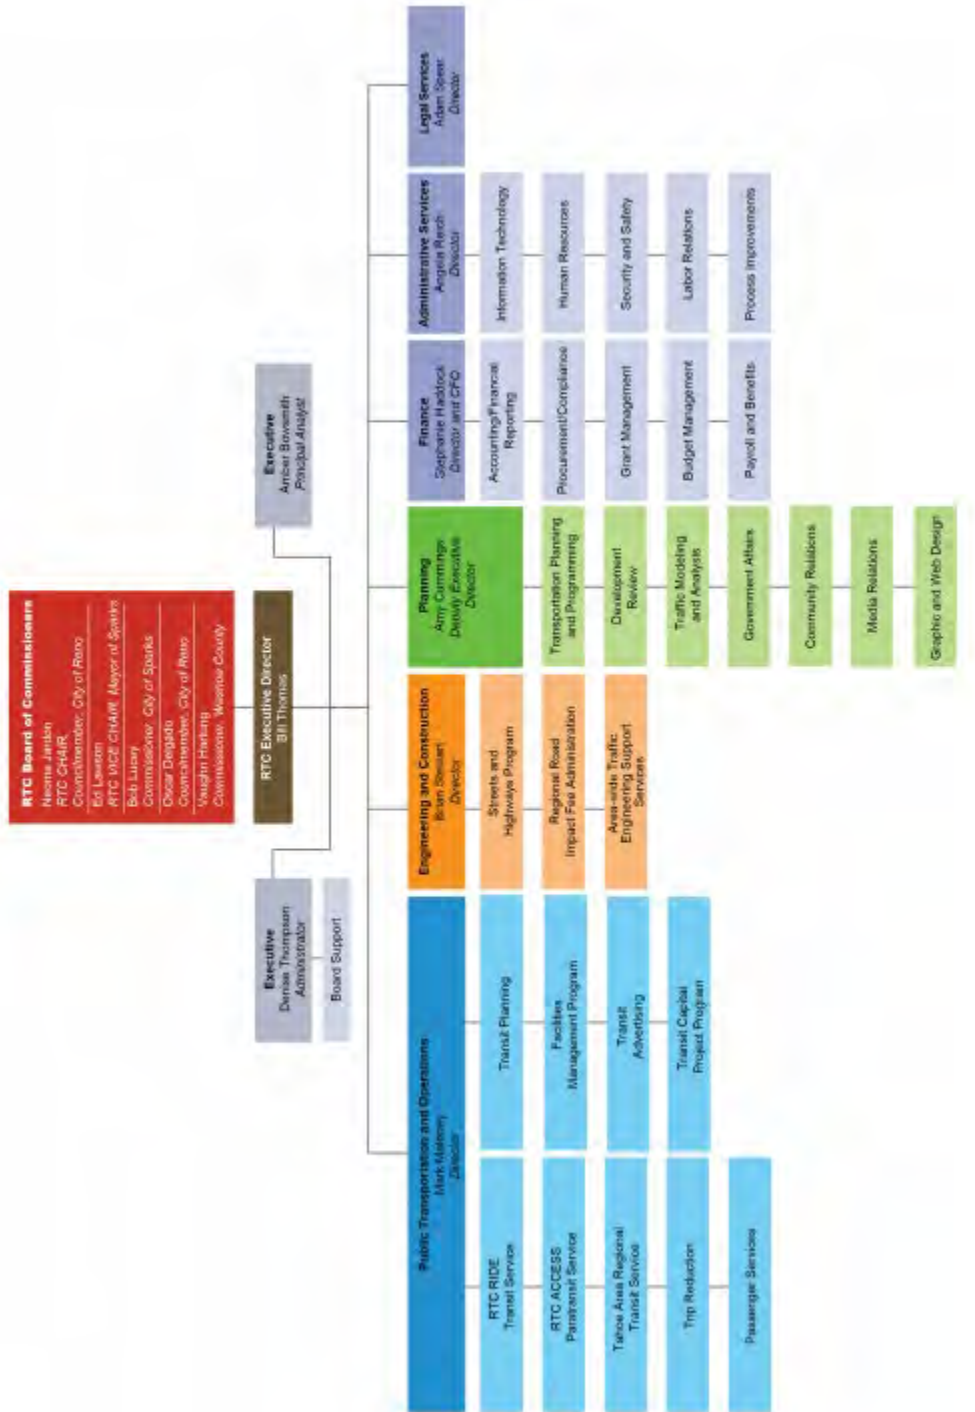 RTC Board of Commissioners
Neoma Jardon
RTC CHAIR
Councilmember, City of Reno
Ed Lawson
RTC VICE CHAIR, Mayor of Sparks
Bob Lucey
Commissioner, City of Sparks
Oscar Delgado
Councilmember, City of Reno
Vaughn Hartung
Commissioner, Washoe County
RTC Executive Director
Bill Thomas
Executive
Denise Thompson
Administrator
Board Support
Executive
Amber Bowsmith
Principal Analyst
Public Transportation and Operations
Mark Maloney
Director
RTC RIDE
Transit Service
RTC ACCESS
Paratransit Service
Tahoe Area Regional
Transit Service
Trip Reduction
Passenger Services
Transit Planning
Facilities
Management Program
Transit
Advertising
Transit Capital
Project Program
Engineering and Construction
Brian Stewart
Director
Streets and
Highways Program
Regional Road
Impact Fee Administration
Area-wide Traffic
Engineering Support
Services
Planning
Amy Cummings
Deputy Executive
Director
Transportation Planning
and Programming
Development
Review
Traffic Modeling
and Analysis
Government Affairs
Community Relations
Media Relations
Graphic and Web Design
Finance
Stephanie Haddock
Director and CFO
Accounting/Financial
Reporting
Procurement/Compliance
Grant Management
Budget Management
Payroll and Benefits
Administrative Services
Angela Reich
Director
Information Technology
Human Resources
Security and Safety
Labor Relations
Process Improvements
Legal Services
Adam Spear
Director